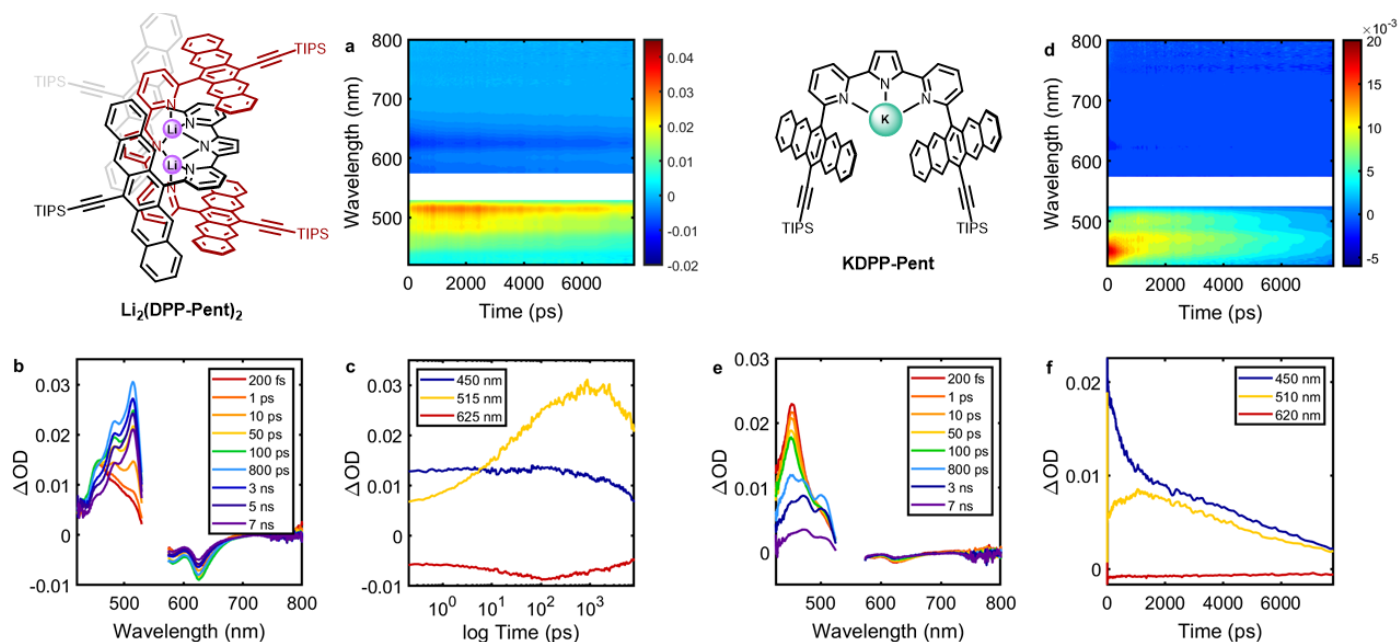 TIPS
TIPS
N
N
Li
N
N
Li
N
N
TIPS
TIPS
Li₂(DPP-Pent)₂
a
Wavelength (nm)
800
700
600
500
0 2000 4000 6000
Time (ps)
0.04
0.03
0.02
0.01
0
-0.01
-0.02
N
N
N
K
TIPS
TIPS
KDPP-Pent
d
Wavelength (nm)
800
700
600
500
0 2000 4000 6000
Time (ps)
×10⁻³
20
15
10
5
0
-5
b
ΔOD
0.03
0.02
0.01
0
-0.01
500 600 700 800
Wavelength (nm)
200 fs
1 ps
10 ps
50 ps
100 ps
800 ps
3 ns
5 ns
7 ns
c
ΔOD
0.03
0.02
0.01
0
-0.01
10⁰ 10¹ 10² 10³
log Time (ps)
450 nm
515 nm
625 nm
e
ΔOD
0.03
0.02
0.01
0
500 600 700 800
Wavelength (nm)
200 fs
1 ps
10 ps
50 ps
100 ps
800 ps
3 ns
7 ns
f
ΔOD
0.02
0.01
0
0 2000 4000 6000
Time (ps)
450 nm
510 nm
620 nm